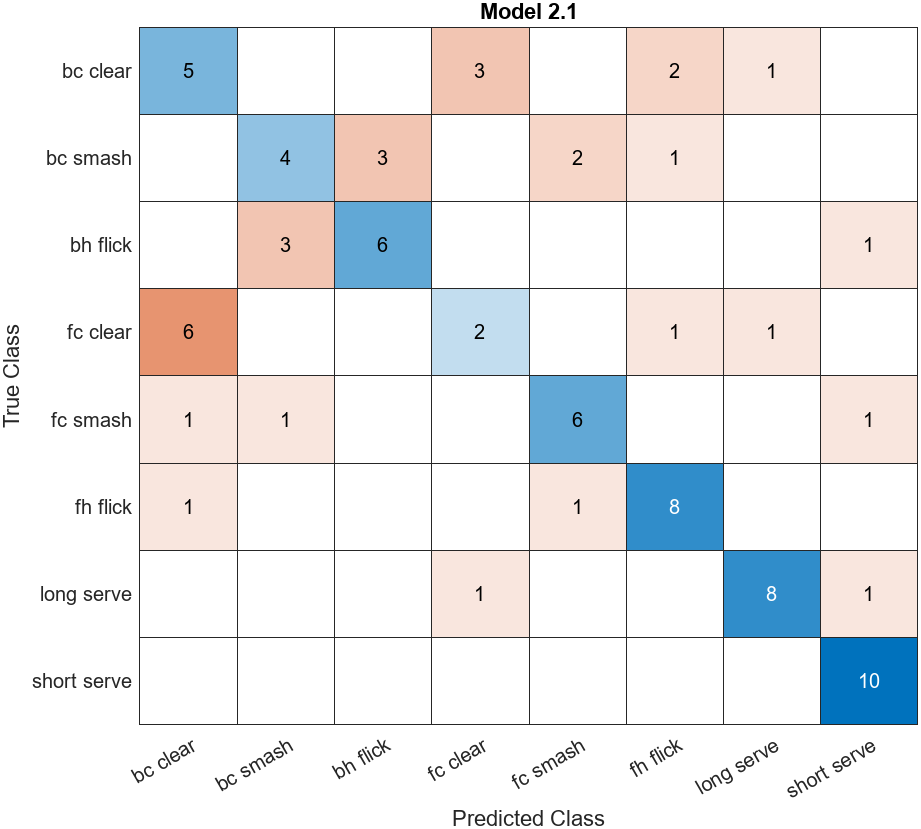 Model 2.1
bc clear 5 3 2 1
bc smash 4 3 2 1
bh flick 3 6 1
fc clear 6 2 1 1
fc smash 1 1 6 1
fh flick 1 1 8
long serve 1 8 1
short serve 10
True Class
bc clear bc smash bh flick fc clear fc smash fh flick long serve short serve
Predicted Class